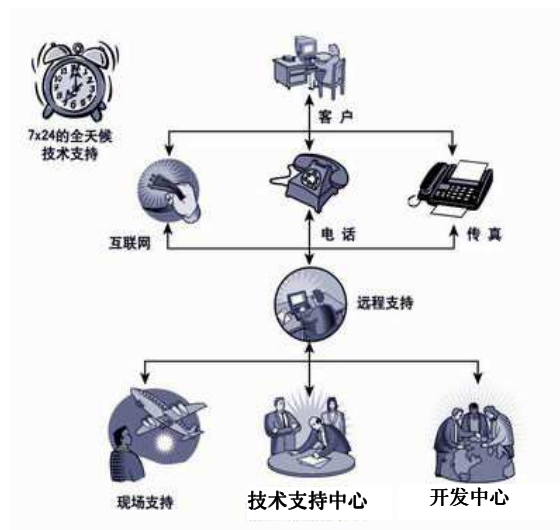 7x24的全天候
技术支持
客户
互联网
电话
传真
远程支持
现场支持
技术支持中心
开发中心